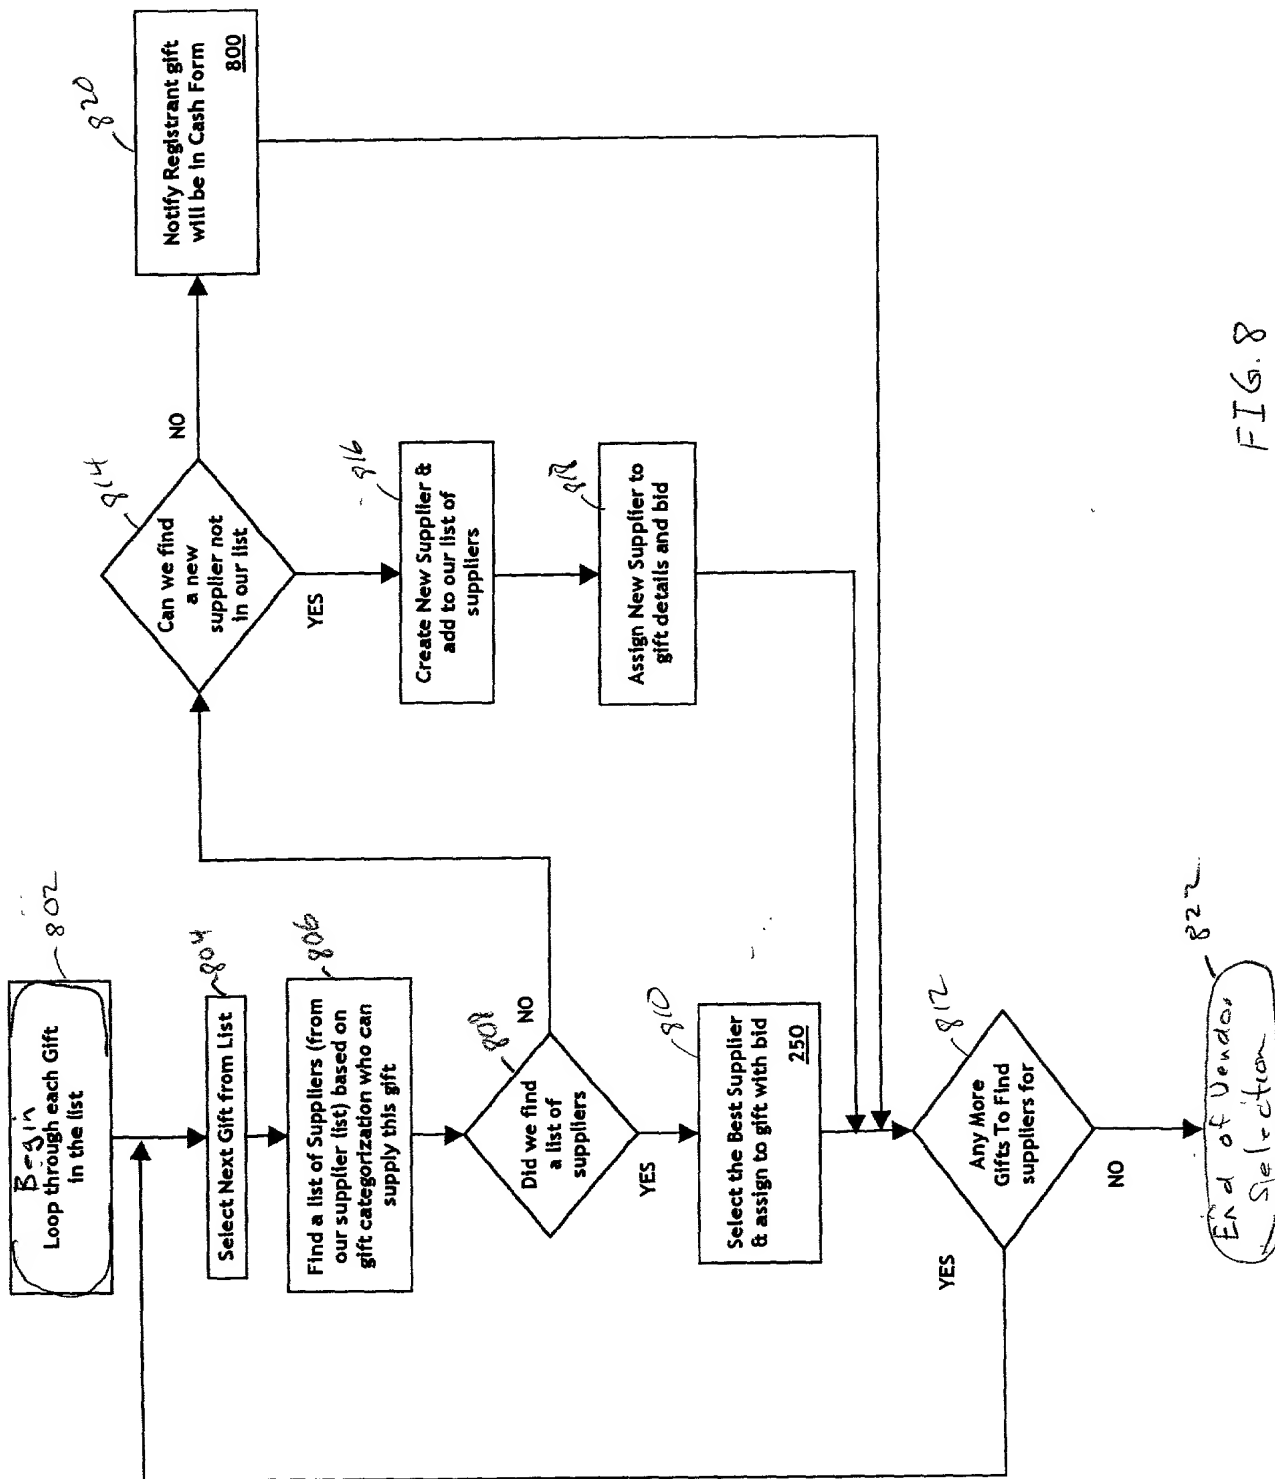 Begin
Loop through each Gift
in the list
802
Select Next Gift from List
804
Find a list of Suppliers (from
our supplier list) based on
gift categorization who can
supply this gift
806
Did we find
a list of
suppliers
808
NO
YES
Select the Best Supplier
& assign to gift with bid
250
810
Any More
Gifts To Find
suppliers for
812
YES
NO
End of Vendor
Selection
822
Can we find
a new
supplier not
in our list
814
NO
YES
Create New Supplier &
add to our list of
suppliers
816
Assign New Supplier to
gift details and bid
818
Notify Registrant gift
will be in Cash Form
800
820
FIG. 8